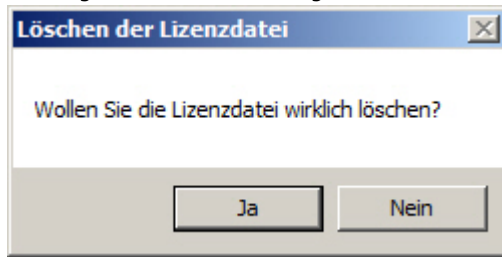 Löschen der Lizenzdatei
Wollen Sie die Lizenzdatei wirklich löschen?
Ja
Nein